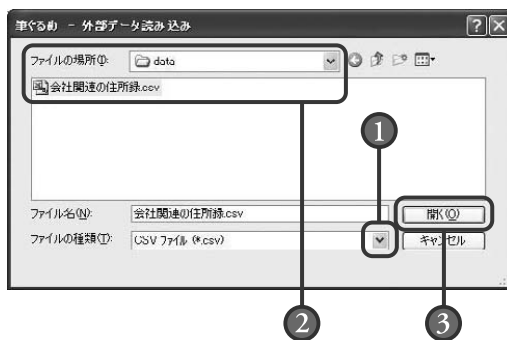 筆ぐるめ - 外部データ読み込み
ファイルの場所(I):
data
会社関連の住所録.csv
1
ファイル名(N):
会社関連の住所録.csv
開く(O)
ファイルの種類(T):
CSV ファイル (*.csv)
キャンセル
2
3